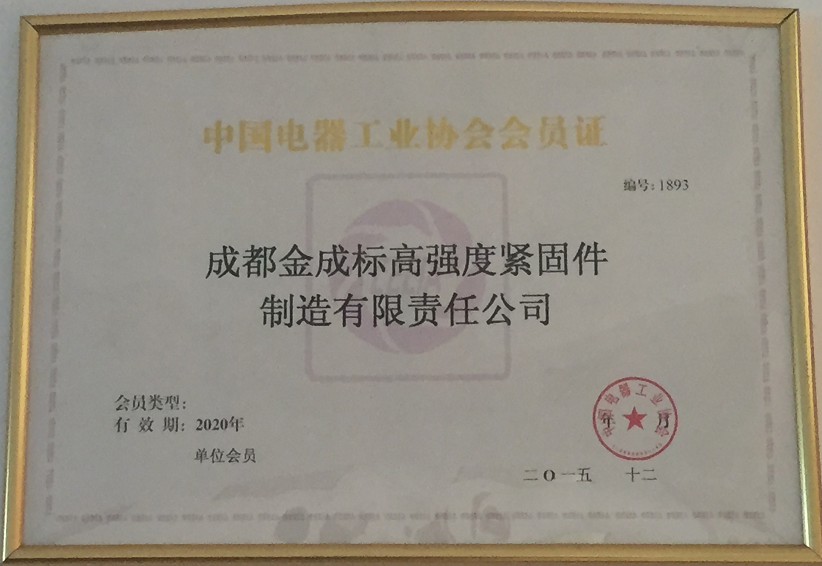 中国电器工业协会会员证
编号:1893
成都金成标高强度紧固件
制造有限责任公司
会员类型:
有 效 期: 2020年
单位会员
年 月
二O一五 十二